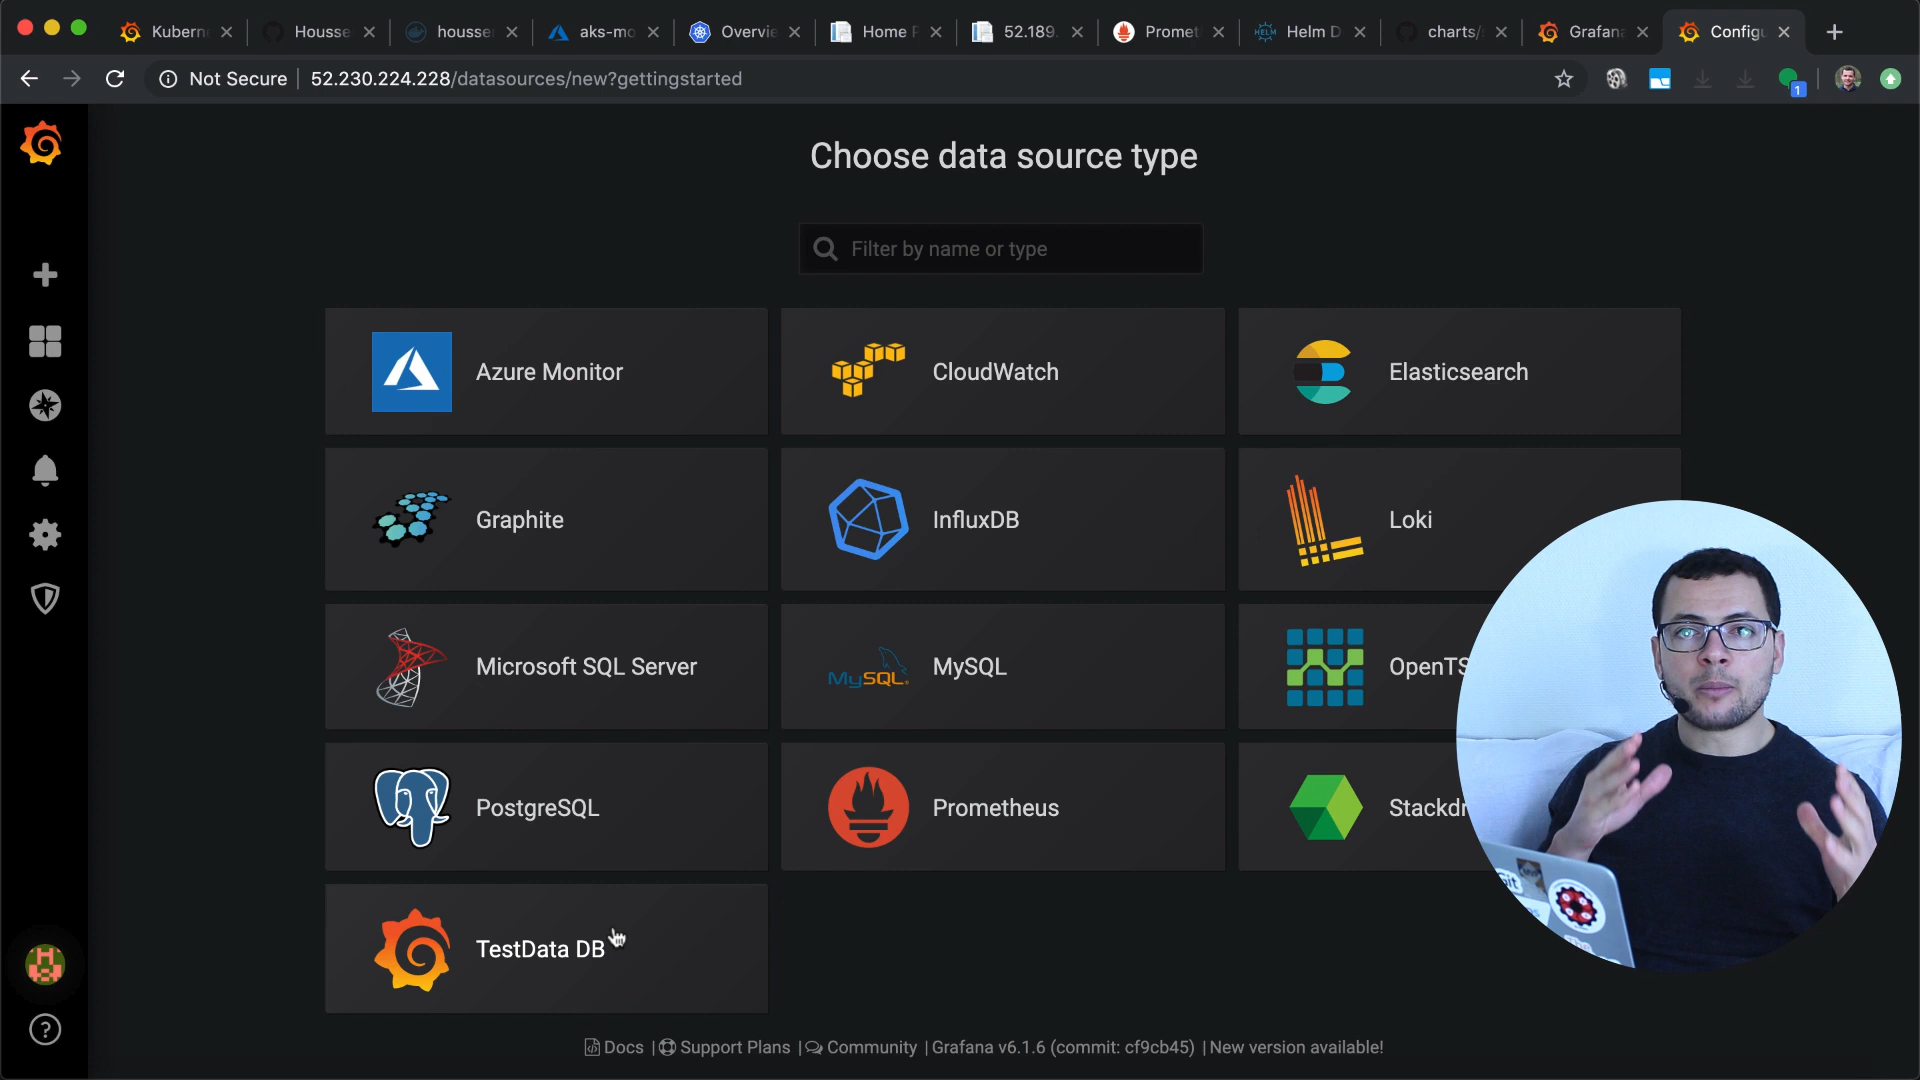 Kubern
Housse
housse
aks-mo
Overvie
Home P
52.189.
Promet
Helm D
charts/
Grafana
Configu
Not Secure
52.230.224.228/datasources/new?gettingstarted
1
Choose data source type
Filter by name or type
Azure Monitor
CloudWatch
Elasticsearch
Graphite
InfluxDB
Loki
Microsoft SQL Server
MySQL
MySQL
OpenTS
PostgreSQL
Prometheus
Stackdr
TestData DB
Docs | Support Plans | Community | Grafana v6.1.6 (commit: cf9cb45) | New version available!